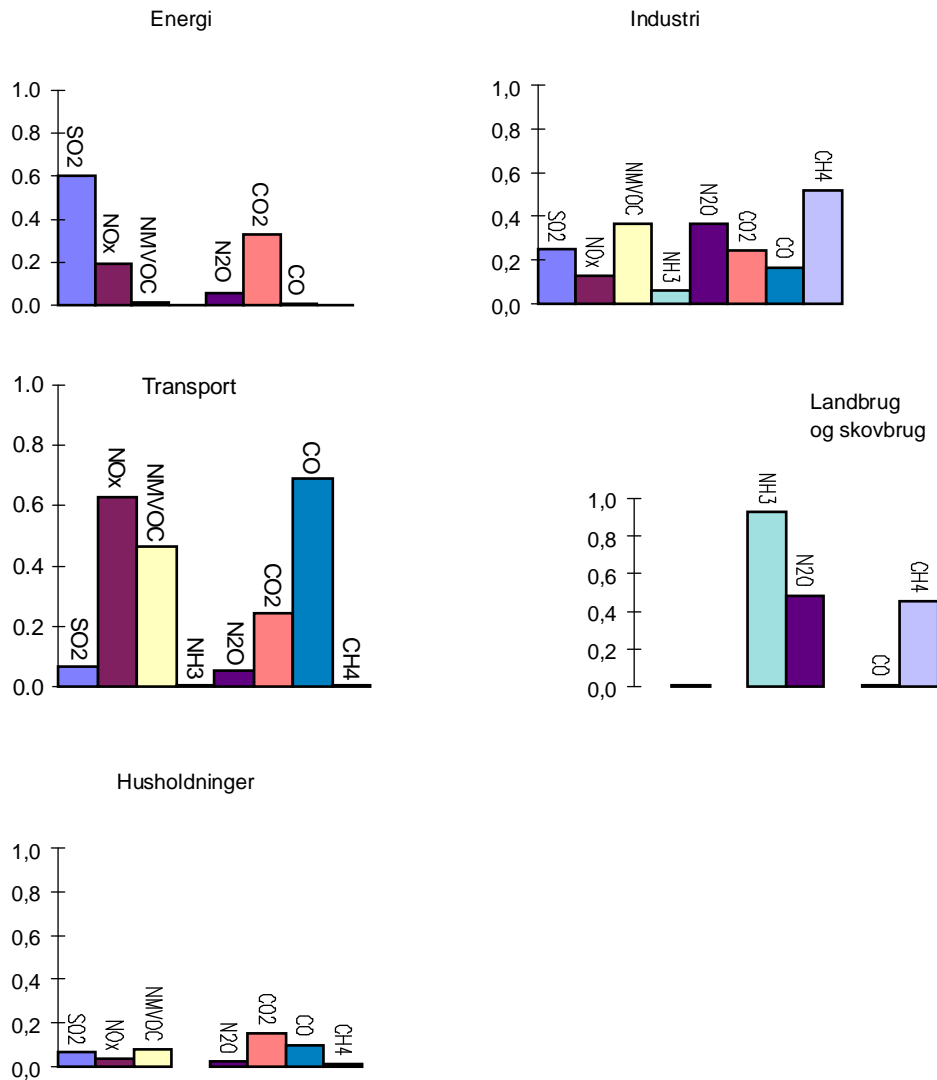 Energi
1.0
0.8
0.6
0.4
0.2
0.0
SO2
NOx
NMVOC
N2O
CO2
CO
Industri
1,0
0,8
0,6
0,4
0,2
0,0
SO2
NOx
NMVOC
NH3
N2O
CO2
CO
CH4
Transport
1.0
0.8
0.6
0.4
0.2
0.0
SO2
NOx
NMVOC
NH3
N2O
CO2
CO
CH4
Landbrug
og skovbrug
1,0
0,8
0,6
0,4
0,2
0,0
NH3
N2O
CO
CH4
Husholdninger
1,0
0,8
0,6
0,4
0,2
0,0
SO2
NOx
NMVOC
N2O
CO2
CO
CH4